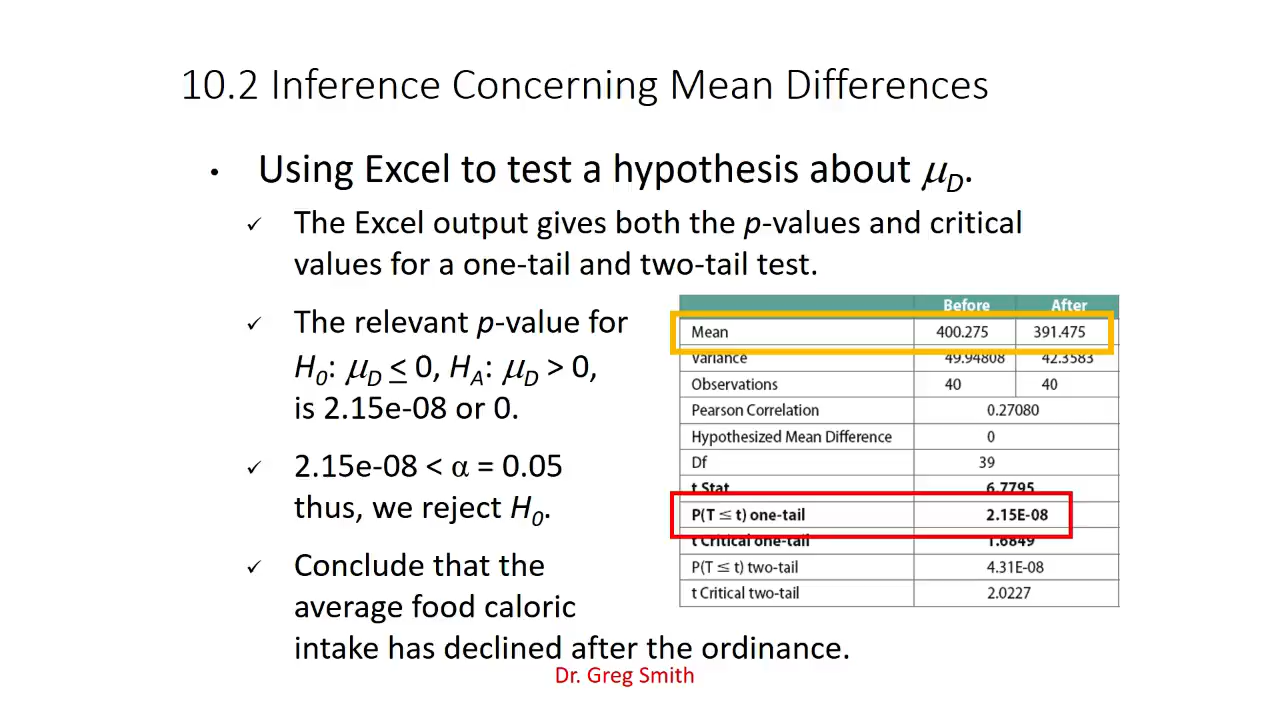 10.2 Inference Concerning Mean Differences
• Using Excel to test a hypothesis about μD.
✓ The Excel output gives both the p-values and critical
values for a one-tail and two-tail test.
✓ The relevant p-value for
H0: μD ≤ 0, HA: μD > 0,
is 2.15e-08 or 0.
✓ 2.15e-08 < α = 0.05
thus, we reject H0.
✓ Conclude that the
average food caloric
intake has declined after the ordinance.
Before After
Mean 400.275 391.475
Variance 49.94808 42.3583
Observations 40 40
Pearson Correlation 0.27080
Hypothesized Mean Difference 0
Df 39
t Stat 6.7795
P(T ≤ t) one-tail 2.15E-08
t Critical one-tail 1.6849
P(T ≤ t) two-tail 4.31E-08
t Critical two-tail 2.0227
Dr. Greg Smith